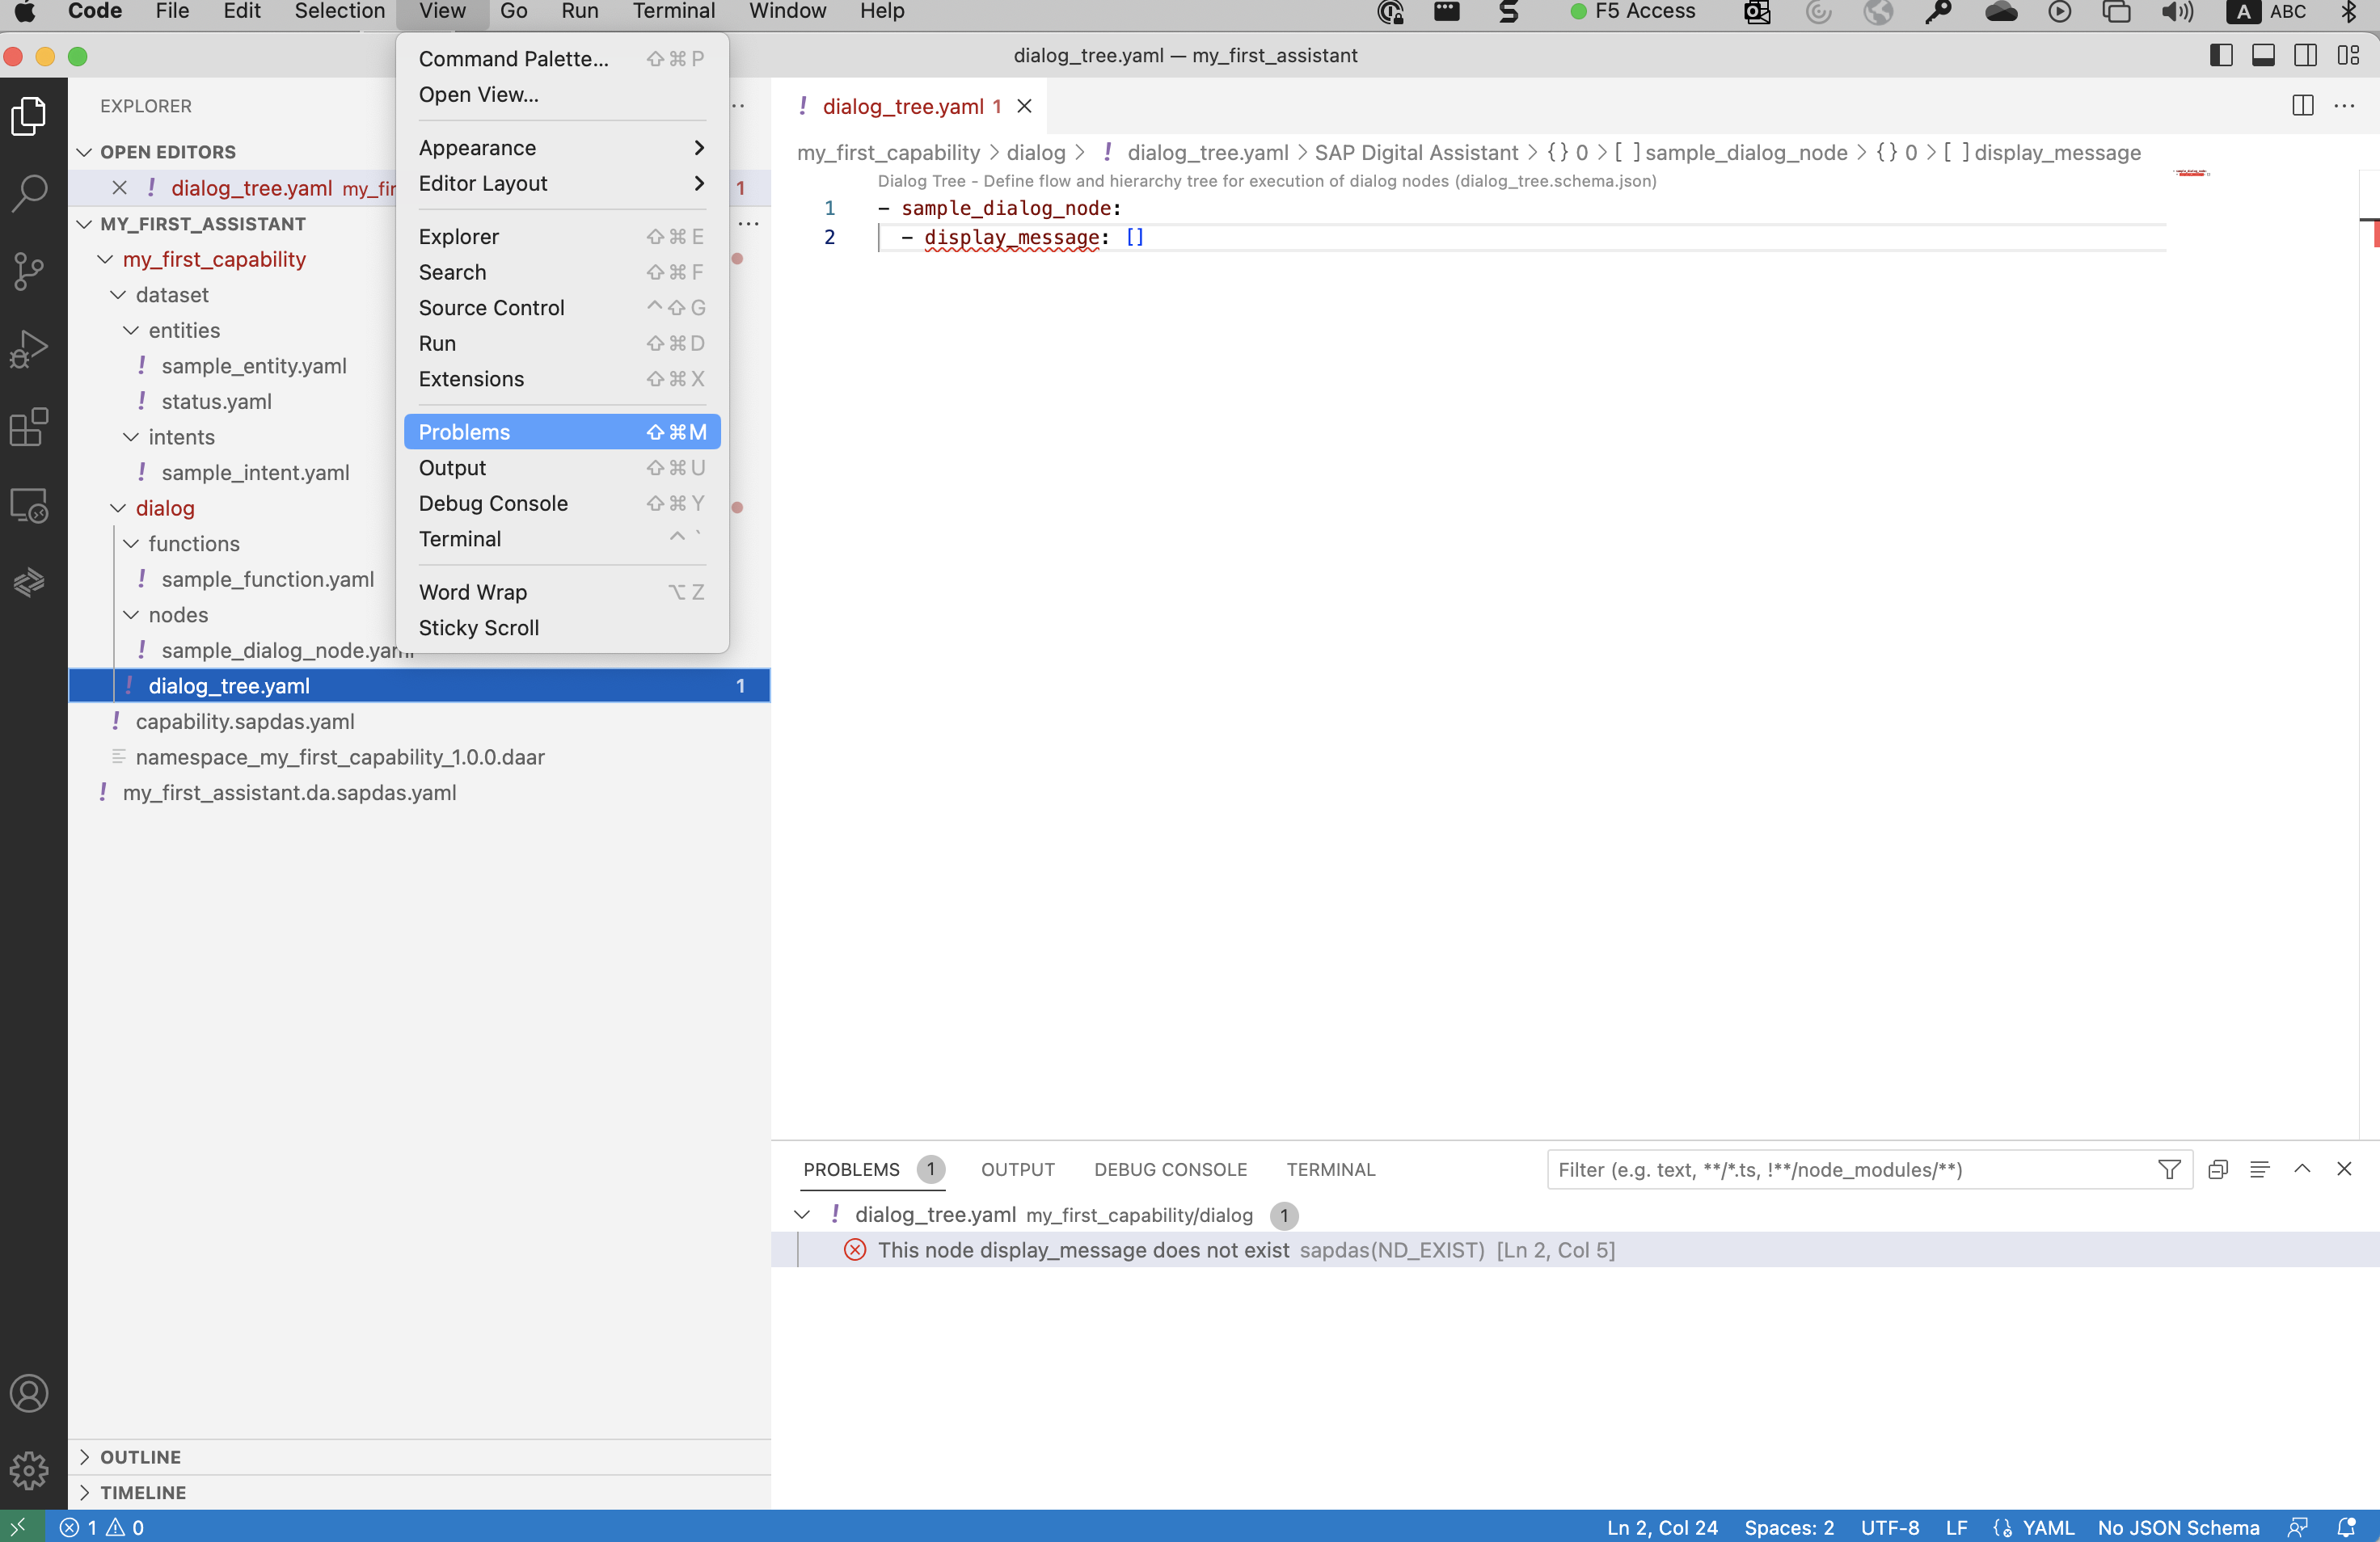 Code File Edit Selection View Go Run Terminal Window Help F5 Access A ABC
dialog_tree.yaml — my_first_assistant
EXPLORER
OPEN EDITORS
! dialog_tree.yaml my_fir 1
MY_FIRST_ASSISTANT
my_first_capability
dataset
entities
! sample_entity.yaml
! status.yaml
intents
! sample_intent.yaml
dialog
functions
! sample_function.yaml
nodes
! sample_dialog_node.yaml
! dialog_tree.yaml 1
! capability.sapdas.yaml
namespace_my_first_capability_1.0.0.daar
! my_first_assistant.da.sapdas.yaml
OUTLINE
TIMELINE
Command Palette... ⇧⌘P
Open View...
Appearance >
Editor Layout >
Explorer ⇧⌘E
Search ⇧⌘F
Source Control ^⇧G
Run ⇧⌘D
Extensions ⇧⌘X
Problems ⇧⌘M
Output ⇧⌘U
Debug Console ⇧⌘Y
Terminal ^`
Word Wrap ⌥Z
Sticky Scroll
! dialog_tree.yaml 1
my_first_capability > dialog > ! dialog_tree.yaml > SAP Digital Assistant > {} 0 > [ ] sample_dialog_node > {} 0 > [ ] display_message
Dialog Tree - Define flow and hierarchy tree for execution of dialog nodes (dialog_tree.schema.json)
1 - sample_dialog_node:
2 - display_message: []
PROBLEMS 1 OUTPUT DEBUG CONSOLE TERMINAL Filter (e.g. text, **/*.ts, !**/node_modules/**)
! dialog_tree.yaml my_first_capability/dialog 1
This node display_message does not exist sapdas(ND_EXIST) [Ln 2, Col 5]
1 0 Ln 2, Col 24 Spaces: 2 UTF-8 LF YAML No JSON Schema